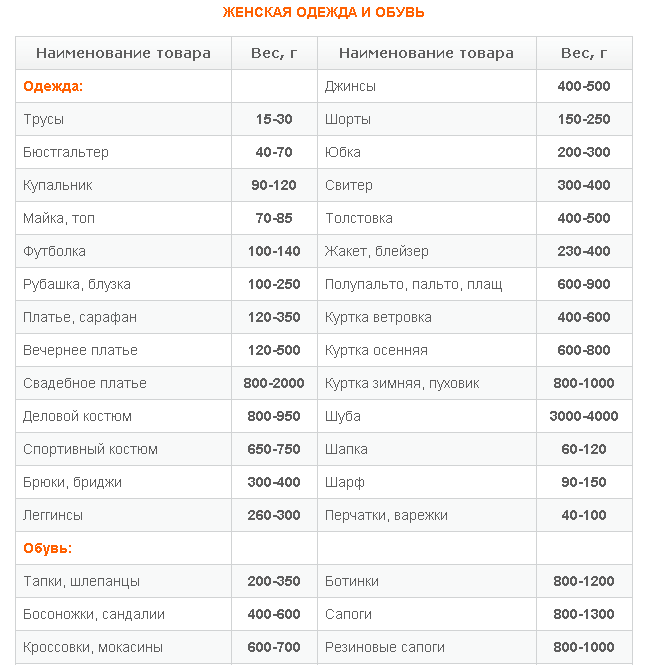 ЖЕНСКАЯ ОДЕЖДА И ОБУВЬ
Наименование товара Вес, г Наименование товара Вес, г
Одежда: Джинсы 400-500
Трусы 15-30 Шорты 150-250
Бюстгальтер 40-70 Юбка 200-300
Купальник 90-120 Свитер 300-400
Майка, топ 70-85 Толстовка 400-500
Футболка 100-140 Жакет, блейзер 230-400
Рубашка, блузка 100-250 Полупальто, пальто, плащ 600-900
Платье, сарафан 120-350 Куртка ветровка 400-600
Вечернее платье 120-500 Куртка осенняя 600-800
Свадебное платье 800-2000 Куртка зимняя, пуховик 800-1000
Деловой костюм 800-950 Шуба 3000-4000
Спортивный костюм 650-750 Шапка 60-120
Брюки, бриджи 300-400 Шарф 90-150
Леггинсы 260-300 Перчатки, варежки 40-100
Обувь:
Тапки, шлепанцы 200-350 Ботинки 800-1200
Босоножки, сандалии 400-600 Сапоги 800-1300
Кроссовки, мокасины 600-700 Резиновые сапоги 800-1000